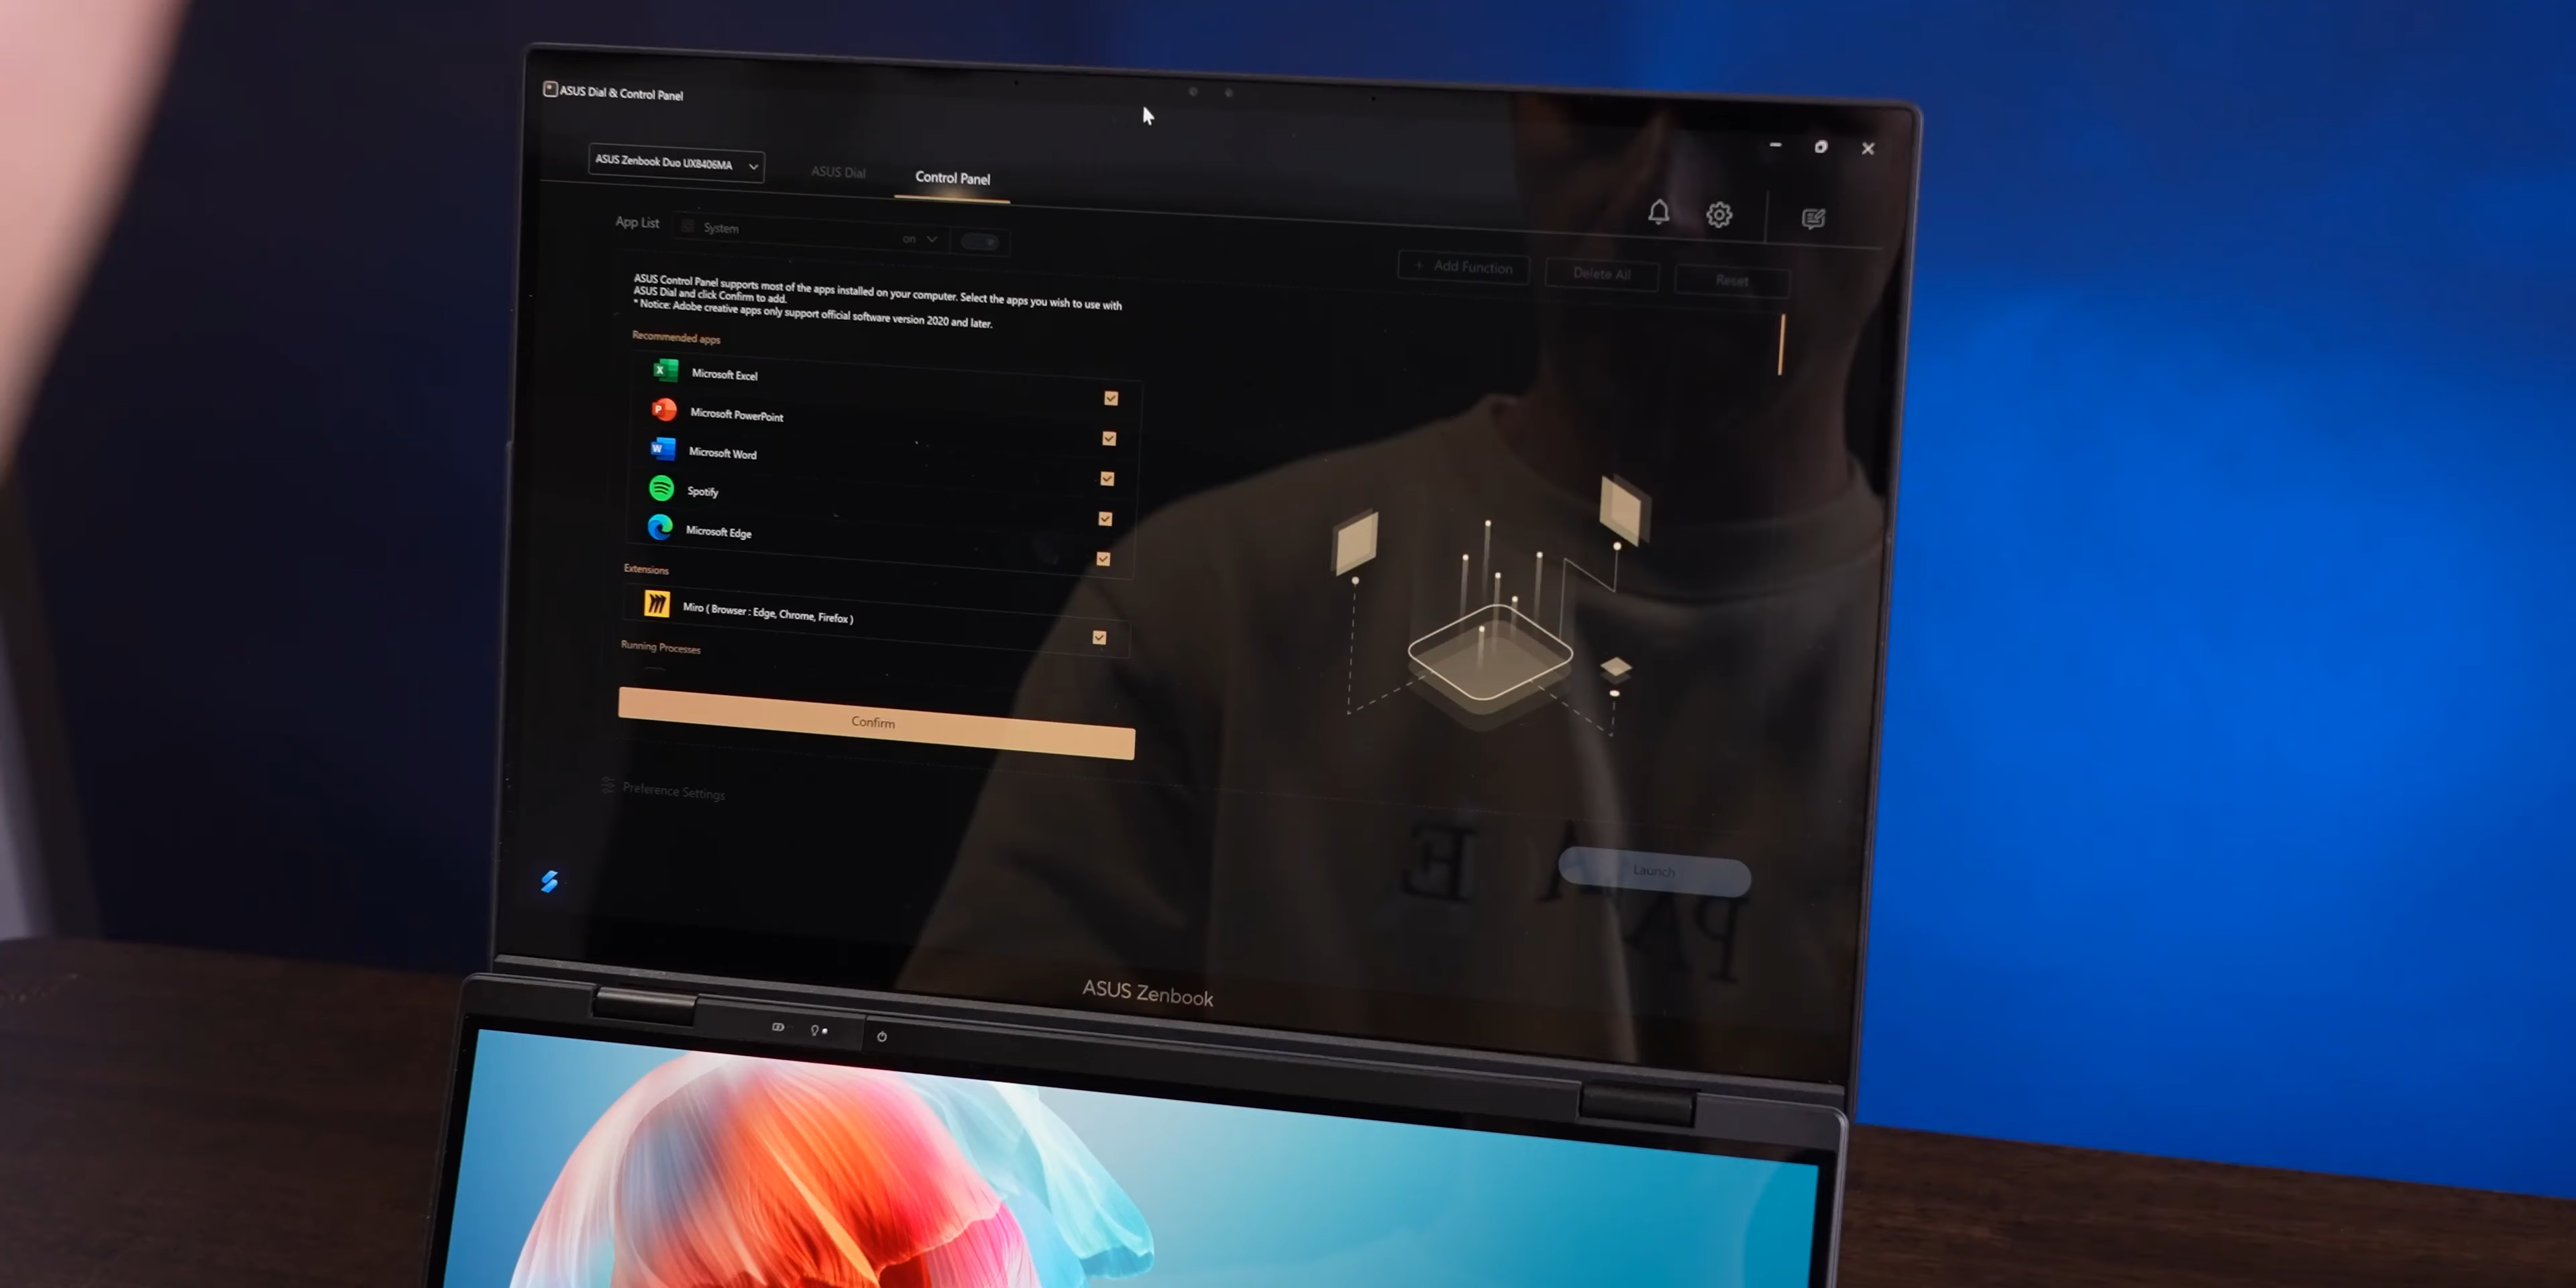 ASUS Dial & Control Panel
ASUS Zenbook Duo UX8406MA
ASUS Dial
Control Panel
App List
System
on
+ Add Function
Delete All
Reset
ASUS Control Panel supports most of the apps installed on your computer. Select the apps you wish to use with
ASUS Dial and click Confirm to add.
* Notice: Adobe creative apps only support official software version 2020 and later.
Recommended apps
Microsoft Excel
Microsoft PowerPoint
Microsoft Word
Spotify
Microsoft Edge
Extensions
Miro ( Browser : Edge, Chrome, Firefox )
Running Processes
Confirm
Preference Settings
Launch
ASUS Zenbook